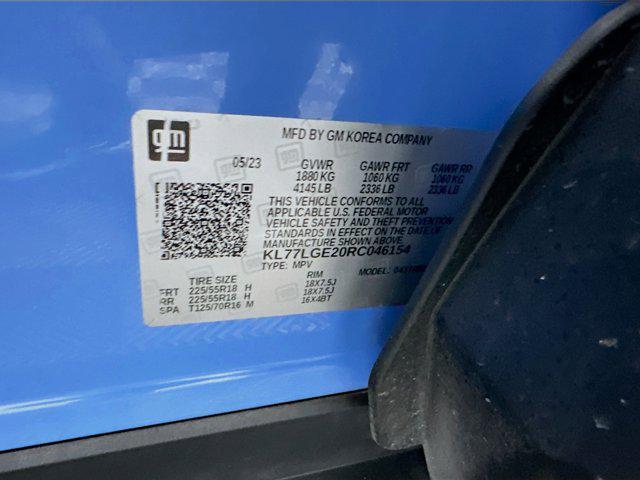 gm
MFD BY GM KOREA COMPANY
05/23 GVWR GAWR FRT GAWR RR
1880 KG 1060 KG 1060 KG
4145 LB 2336 LB 2336 LB
THIS VEHICLE CONFORMS TO ALL
APPLICABLE U.S. FEDERAL MOTOR
VEHICLE SAFETY AND THEFT PREVENTION
STANDARDS IN EFFECT ON THE DATE OF
MANUFACTURE SHOWN ABOVE.
KL77LGE20RC046154
TYPE: MPV MODEL:
TIRE SIZE RIM
FRT 225/55R18 H 18X7.5J
RR 225/55R18 H 18X7.5J
SPA T125/70R16 M 16X4BT